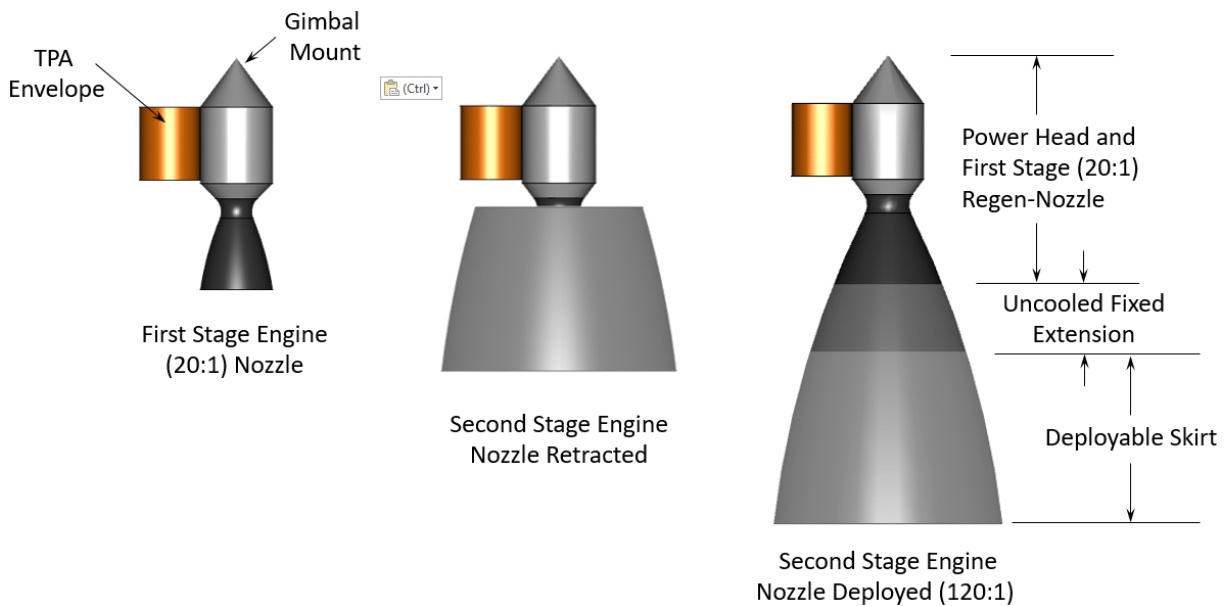 Gimbal
Mount
TPA
Envelope
(Ctrl)
Power Head and
First Stage (20:1)
Regen-Nozzle
Uncooled Fixed
Extension
First Stage Engine
(20:1) Nozzle
Second Stage Engine
Nozzle Retracted
Deployable Skirt
Second Stage Engine
Nozzle Deployed (120:1)